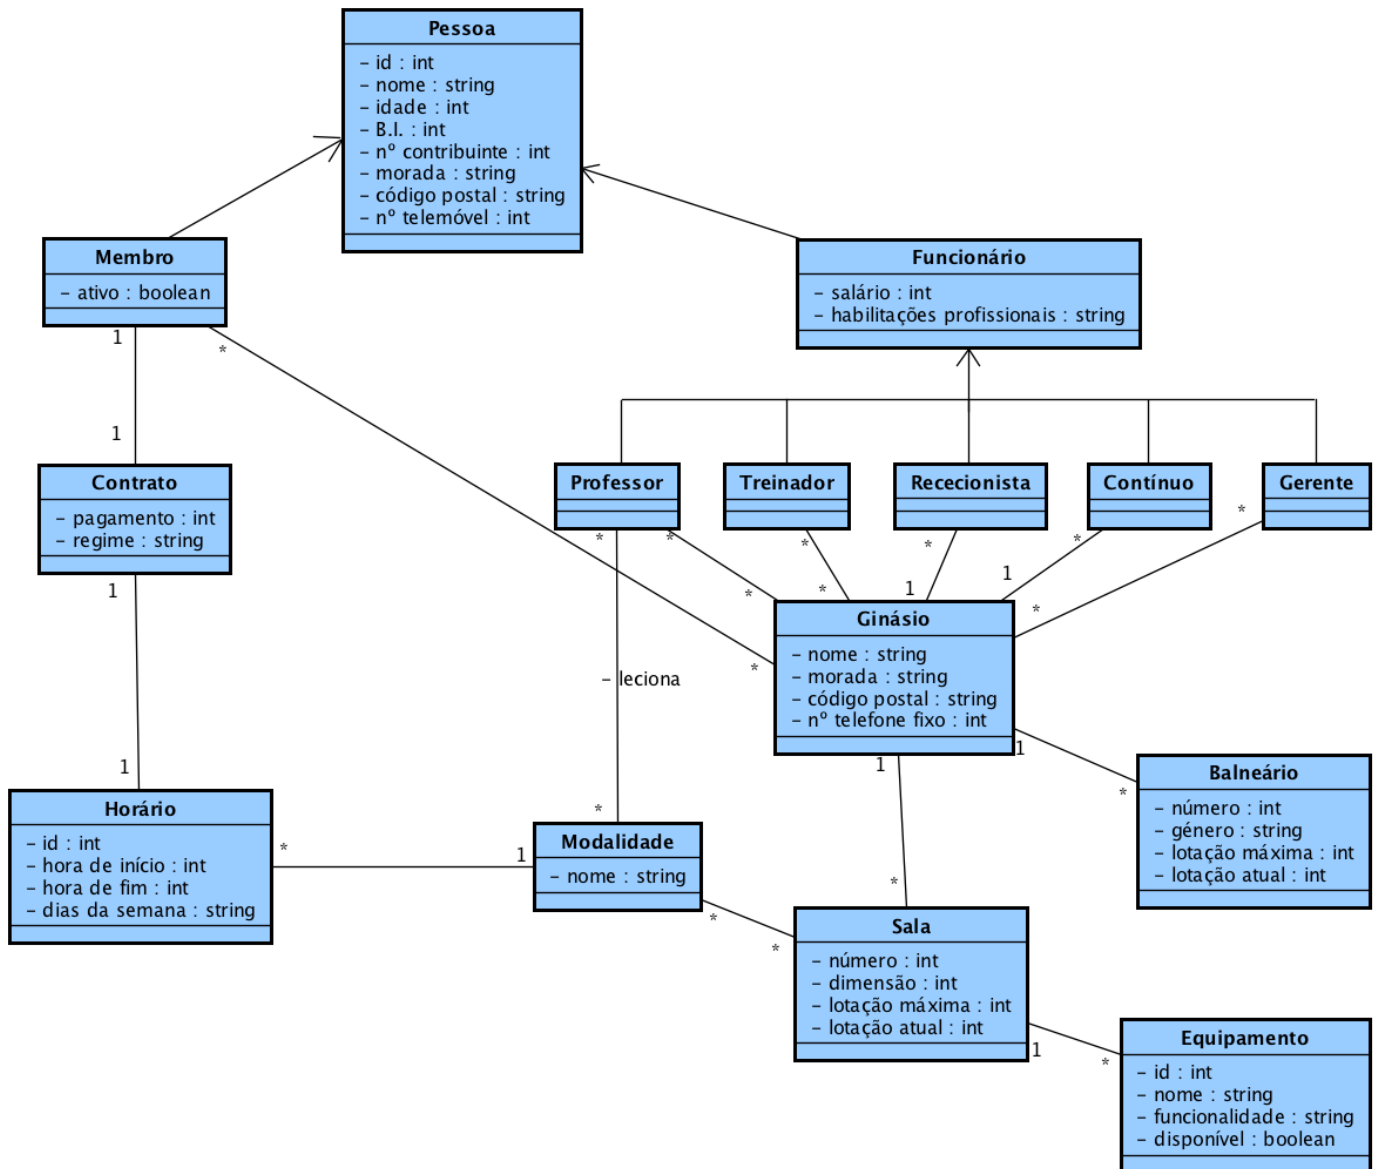 Pessoa
– id : int
– nome : string
– idade : int
– B.I. : int
– nº contribuinte : int
– morada : string
– código postal : string
– nº telemóvel : int
Membro
– ativo : boolean
Funcionário
– salário : int
– habilitações profissionais : string
1
*
1
Contrato
– pagamento : int
– regime : string
Professor
Treinador
Rececionista
Contínuo
Gerente
*
*
*
*
*
*
*
*
1
1
*
1
Ginásio
– nome : string
– morada : string
– código postal : string
– nº telefone fixo : int
*
– leciona
1
1
1
*
Horário
– id : int
– hora de início : int
– hora de fim : int
– dias da semana : string
*
1
*
Modalidade
– nome : string
Balneário
– número : int
– género : string
– lotação máxima : int
– lotação atual : int
*
*
*
Sala
– número : int
– dimensão : int
– lotação máxima : int
– lotação atual : int
1
*
Equipamento
– id : int
– nome : string
– funcionalidade : string
– disponível : boolean